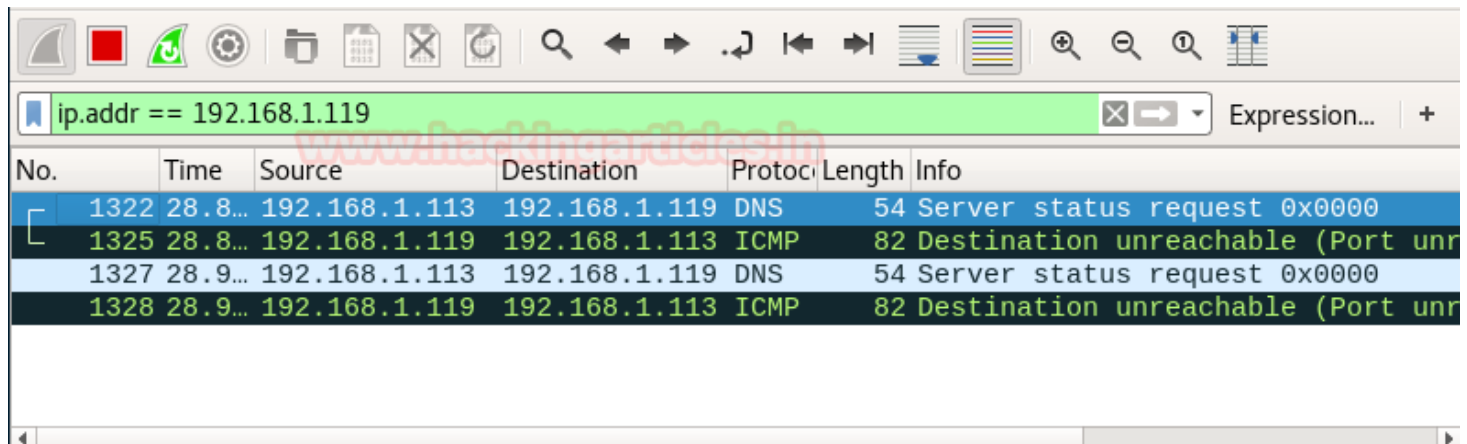 ip.addr == 192.168.1.119 Expression... +
www.hackingarticles.in
No. Time Source Destination Protoc Length Info
1322 28.8… 192.168.1.113 192.168.1.119 DNS 54 Server status request 0x0000
1325 28.8… 192.168.1.119 192.168.1.113 ICMP 82 Destination unreachable (Port unr
1327 28.9… 192.168.1.113 192.168.1.119 DNS 54 Server status request 0x0000
1328 28.9… 192.168.1.119 192.168.1.113 ICMP 82 Destination unreachable (Port unr